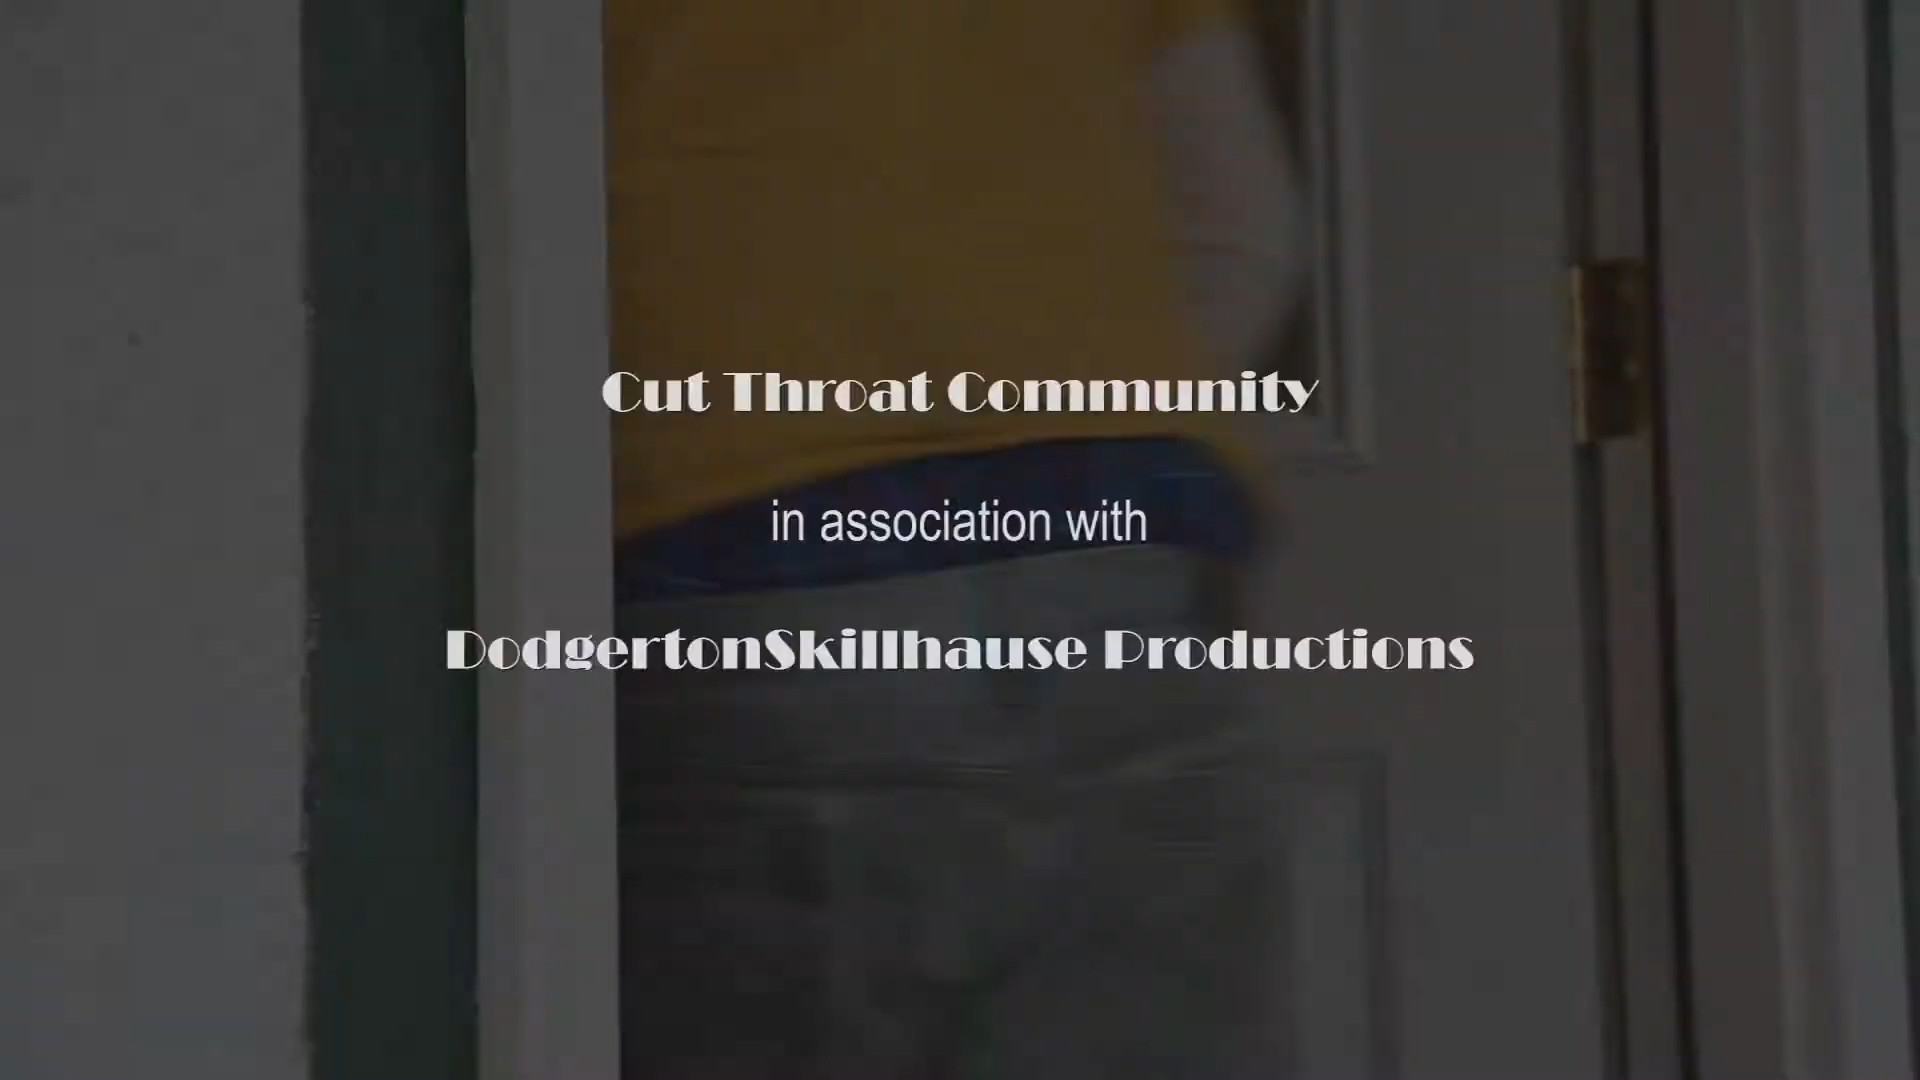 Cut Throat Community
in association with
DodgertonSkillhause Productions